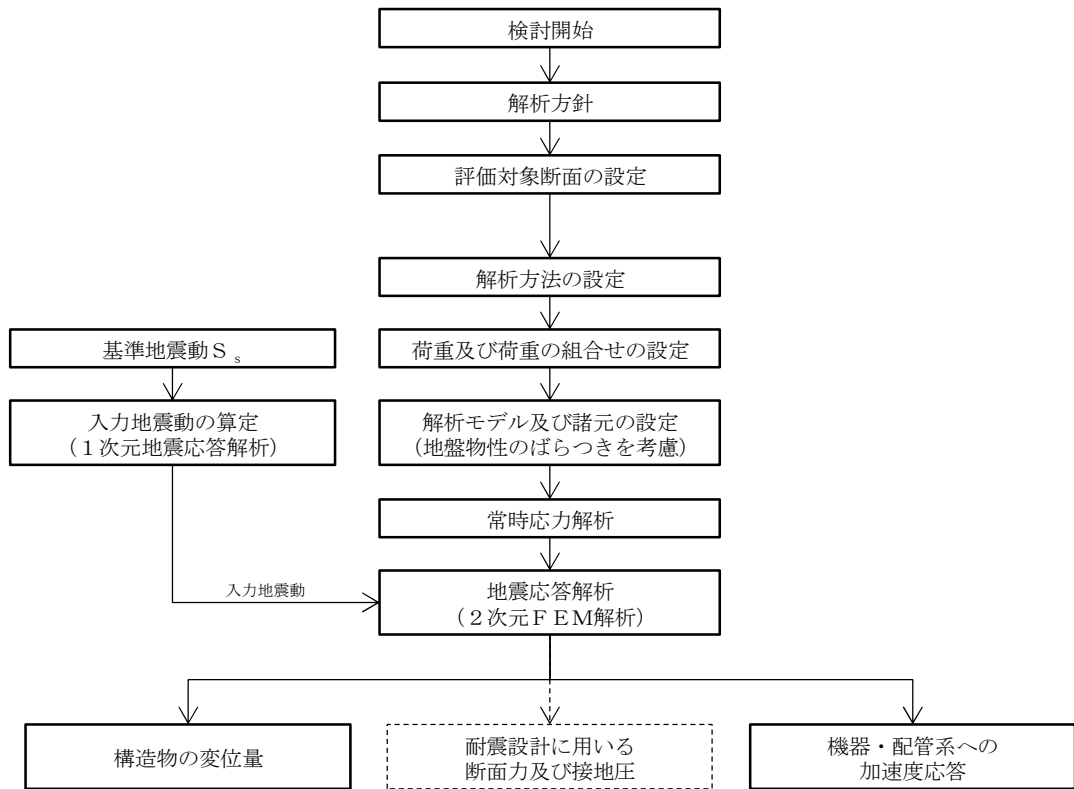 検討開始
解析方針
評価対象断面の設定
解析方法の設定
基準地震動Ｓｓ
荷重及び荷重の組合せの設定
入力地震動の算定
（１次元地震応答解析）
解析モデル及び諸元の設定
（地盤物性のばらつきを考慮）
常時応力解析
入力地震動
地震応答解析
（２次元ＦＥＭ解析）
構造物の変位量
耐震設計に用いる
断面力及び接地圧
機器・配管系への
加速度応答